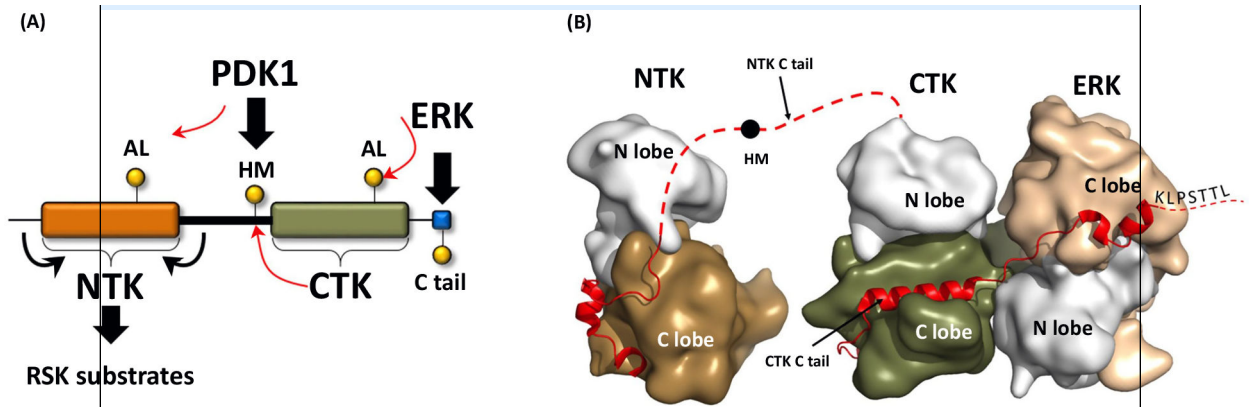 (A)
PDK1
ERK
AL
HM
AL
NTK
CTK
C tail
RSK substrates
(B)
NTK
NTK C tail
CTK
ERK
HM
N lobe
N lobe
C lobe
KLPSTTL
C lobe
C lobe
N lobe
CTK C tail